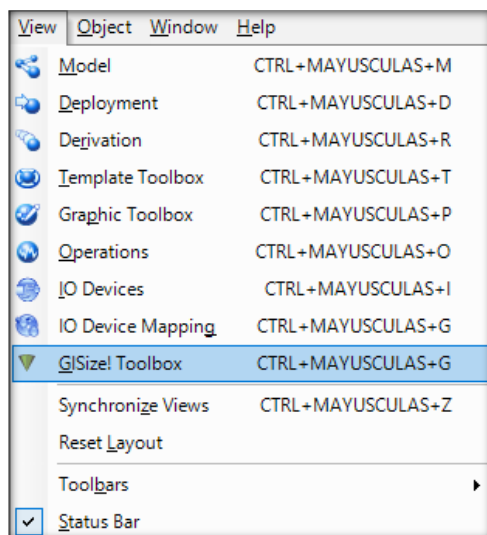 View Object Window Help
Model CTRL+MAYUSCULAS+M
Deployment CTRL+MAYUSCULAS+D
Derivation CTRL+MAYUSCULAS+R
Template Toolbox CTRL+MAYUSCULAS+T
Graphic Toolbox CTRL+MAYUSCULAS+P
Operations CTRL+MAYUSCULAS+O
IO Devices CTRL+MAYUSCULAS+I
IO Device Mapping CTRL+MAYUSCULAS+G
GISize! Toolbox CTRL+MAYUSCULAS+G
Synchronize Views CTRL+MAYUSCULAS+Z
Reset Layout
Toolbars
Status Bar